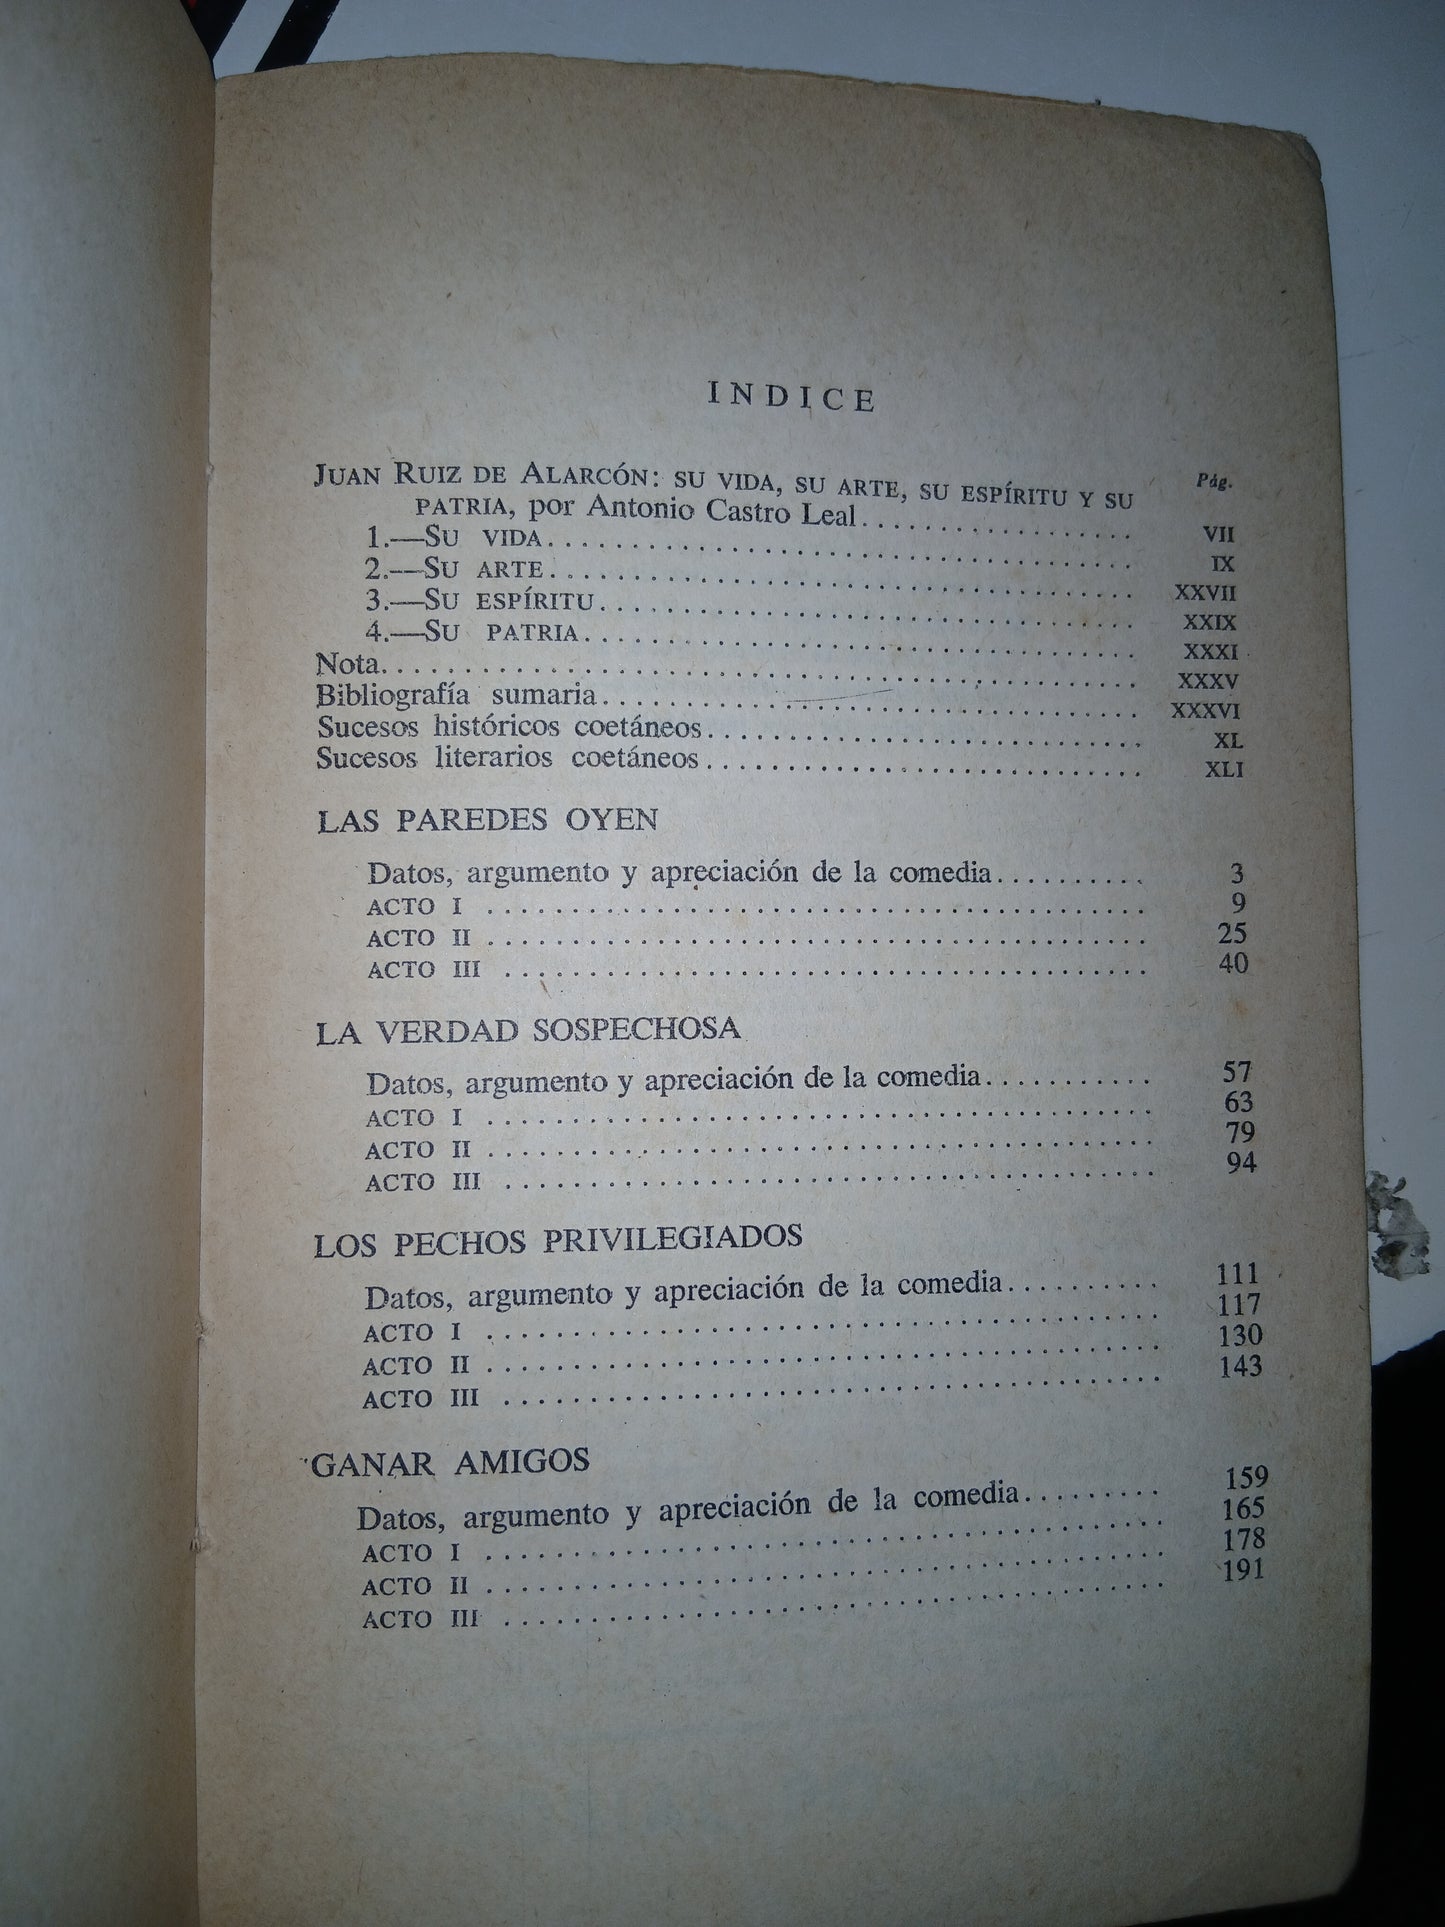 INDICE
Pág.
JUAN RUIZ DE ALARCÓN: SU VIDA, SU ARTE, SU ESPÍRITU Y SU
PATRIA, por Antonio Castro Leal.................... VII
1.—SU VIDA.................................... IX
2.—SU ARTE.................................... XXVII
3.—SU ESPÍRITU................................ XXIX
4.—SU PATRIA................................. XXXI
Nota............................................. XXXV
Bibliografía sumaria............................... XXXVI
Sucesos históricos coetáneos......................... XL
Sucesos literarios coetáneos......................... XLI
LAS PAREDES OYEN
Datos, argumento y apreciación de la comedia.......... 3
ACTO I ....................................... 9
ACTO II ....................................... 25
ACTO III ...................................... 40
LA VERDAD SOSPECHOSA
Datos, argumento y apreciación de la comedia........... 57
ACTO I ....................................... 63
ACTO II ....................................... 79
ACTO III ...................................... 94
LOS PECHOS PRIVILEGIADOS
Datos, argumento y apreciación de la comedia.......... 111
ACTO I ....................................... 117
ACTO II ....................................... 130
ACTO III ...................................... 143
GANAR AMIGOS
Datos, argumento y apreciación de la comedia......... 159
ACTO I ....................................... 165
ACTO II ....................................... 178
ACTO III ...................................... 191